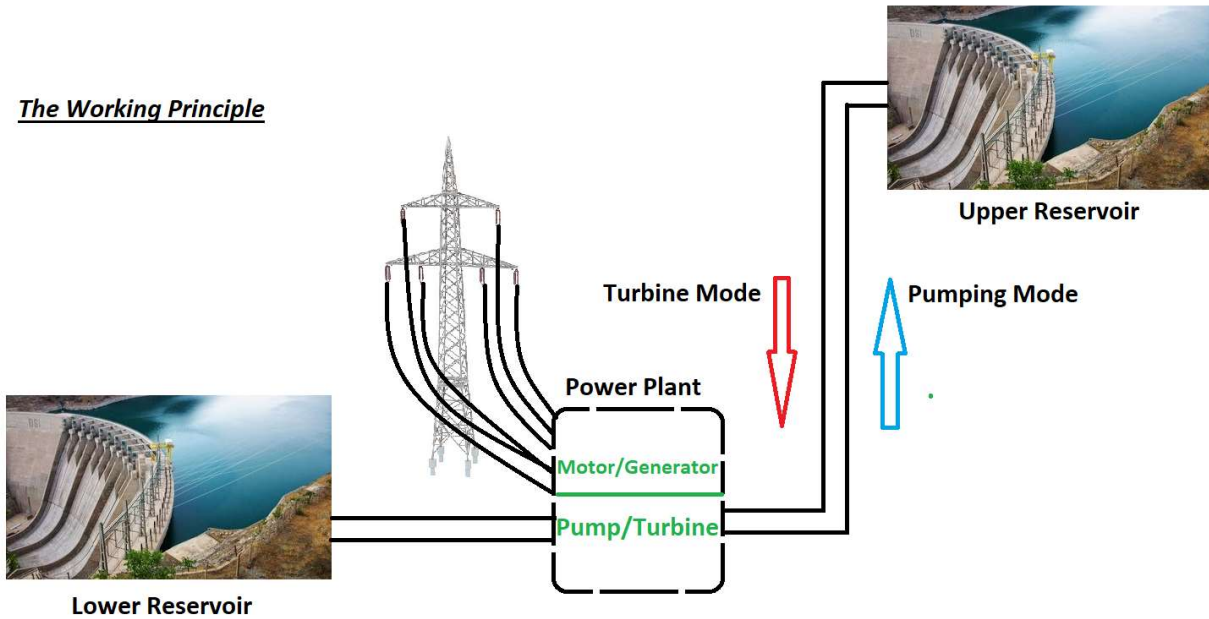 The Working Principle
Upper Reservoir
Turbine Mode
Pumping Mode
Power Plant
Motor/Generator
Pump/Turbine
Lower Reservoir